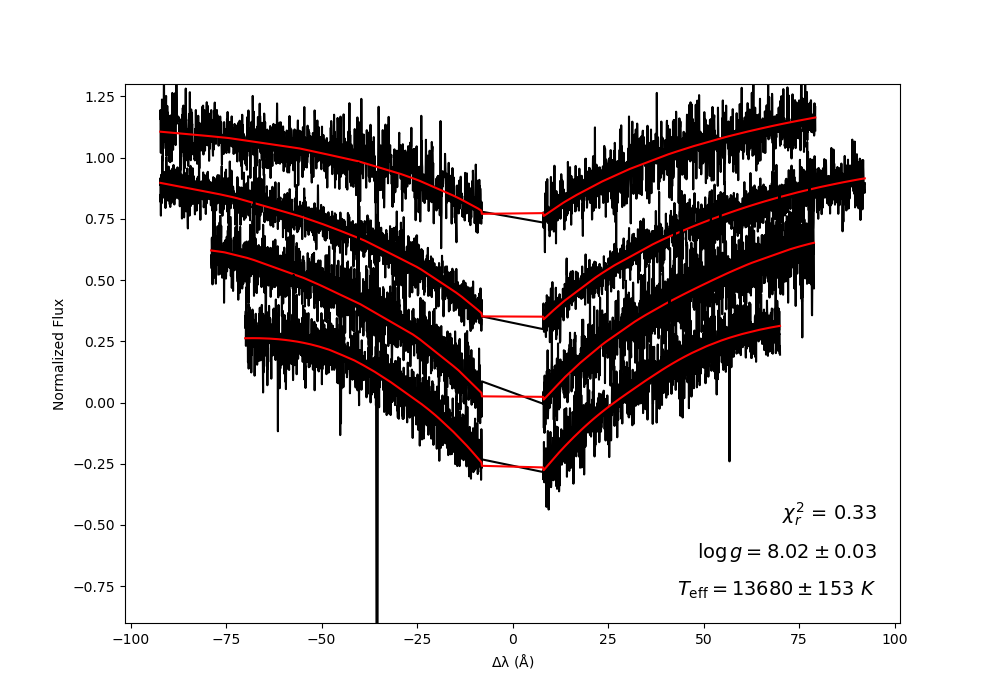 1.25
1.00
0.75
0.50
0.25
0.00
−0.25
−0.50
−0.75
Normalized Flux
χ²ᵣ = 0.33
log g = 8.02 ± 0.03
T_eff = 13680 ± 153 K
−100 −75 −50 −25 0 25 50 75 100
Δλ (Å)